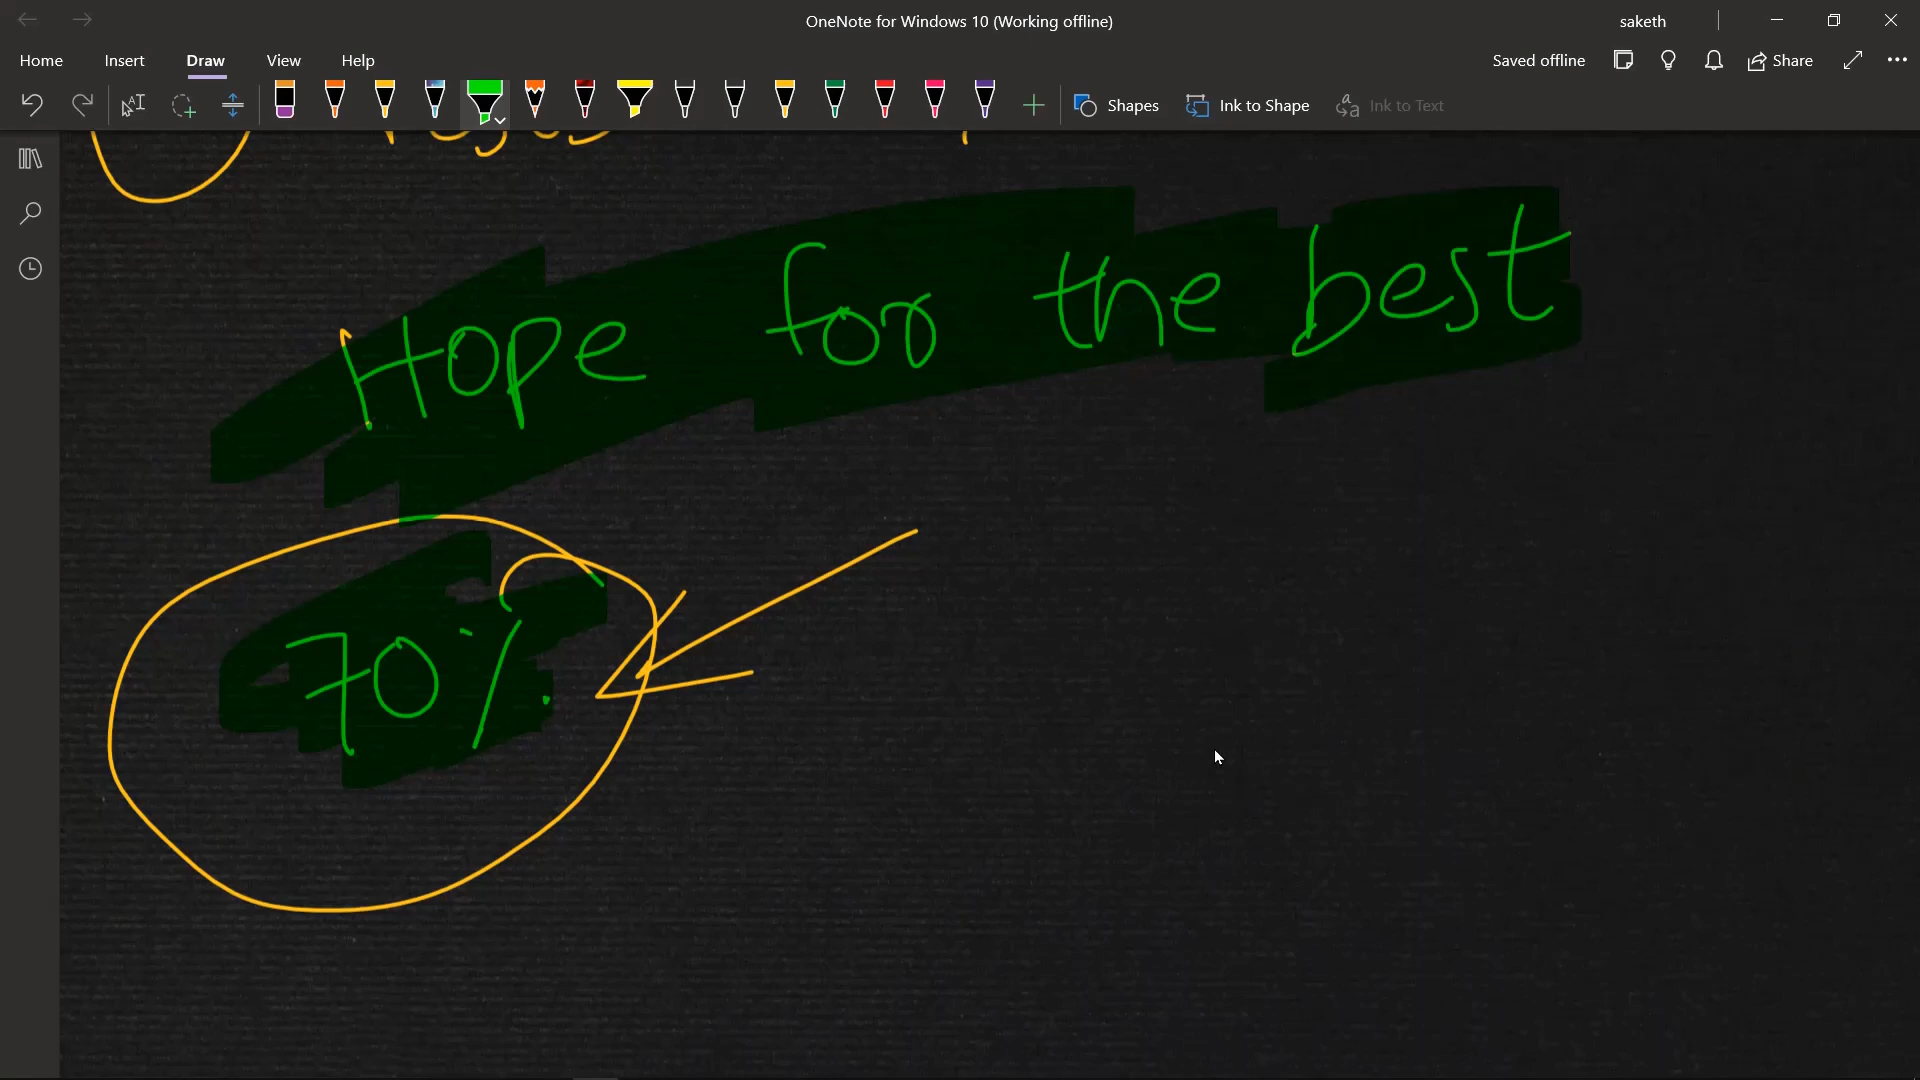 OneNote for Windows 10 (Working offline)
saketh
Home Insert Draw View Help
Saved offline
Share
Shapes
Ink to Shape
Ink to Text
Hope for the best
70%